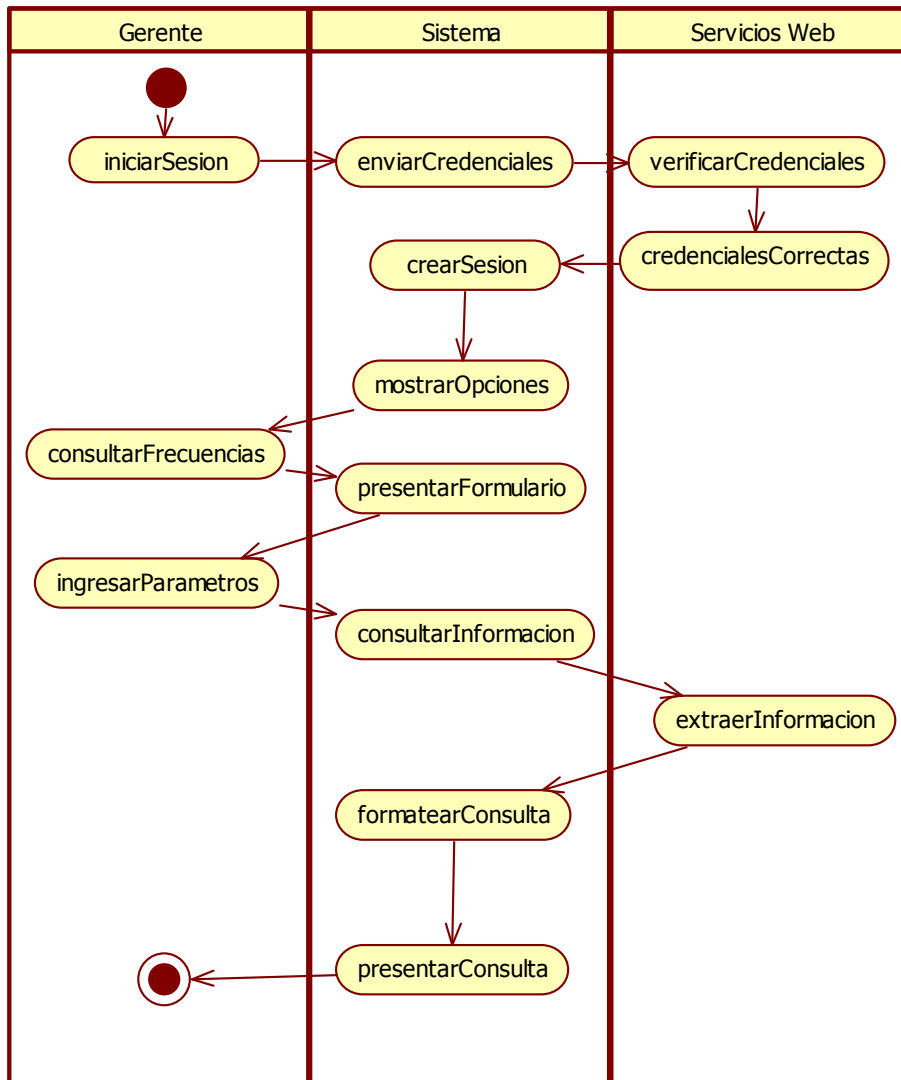 Gerente
Sistema
Servicios Web
iniciarSesion
enviarCredenciales
verificarCredenciales
crearSesion
credencialesCorrectas
mostrarOpciones
consultarFrecuencias
presentarFormulario
ingresarParametros
consultarInformacion
extraerInformacion
formatearConsulta
presentarConsulta